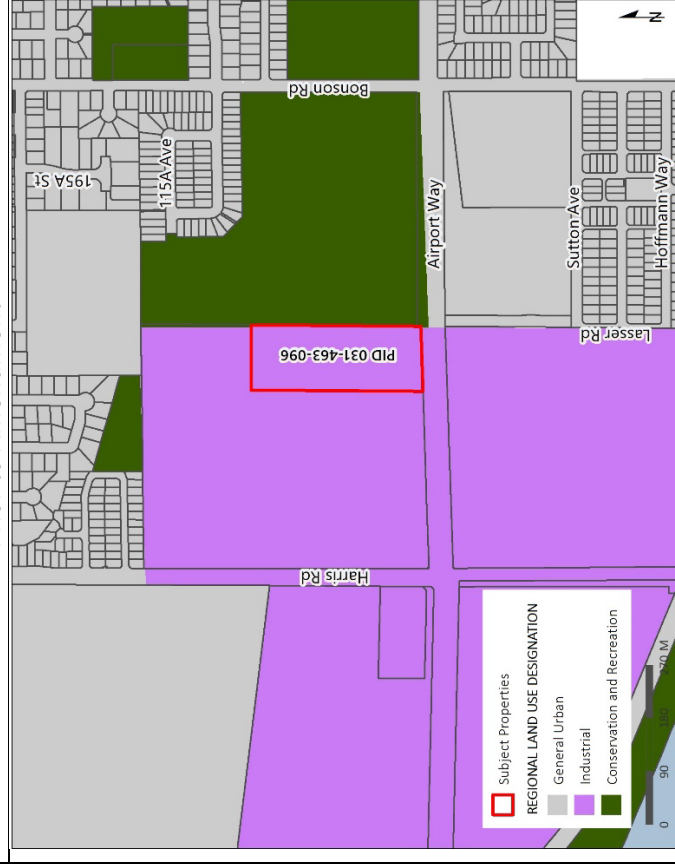 Bonson Rd
N
195A St
115A Ave
Airport Way
Sutton Ave
Hoffmann Way
Lasser Rd
PID 031-463-096
Harris Rd
Subject Properties
REGIONAL LAND USE DESIGNATION
General Urban
Industrial
Conservation and Recreation
0 90 180 270 M